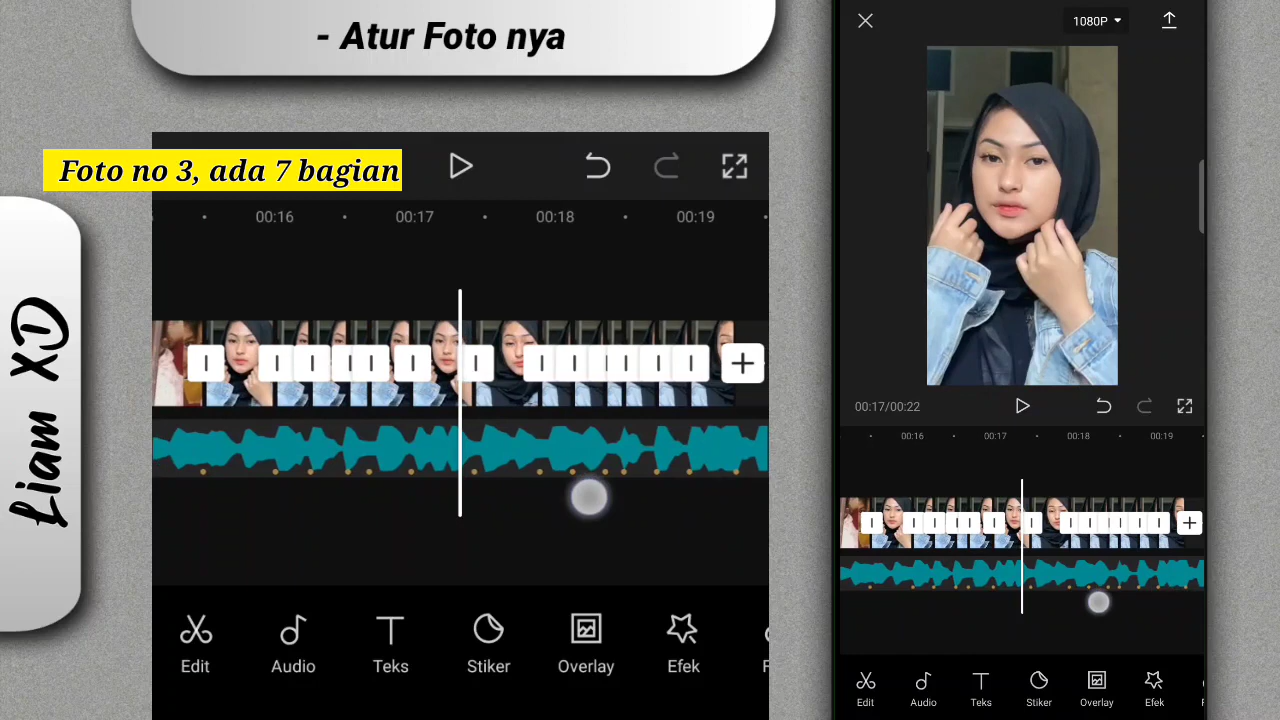 - Atur Foto nya
Foto no 3, ada 7 bagian
Liam XD
00:16 00:17 00:18 00:19
Edit Audio Teks Stiker Overlay Efek F
1080P
00:17/00:22
00:16 00:17 00:18 00:19
Edit Audio Teks Stiker Overlay Efek F